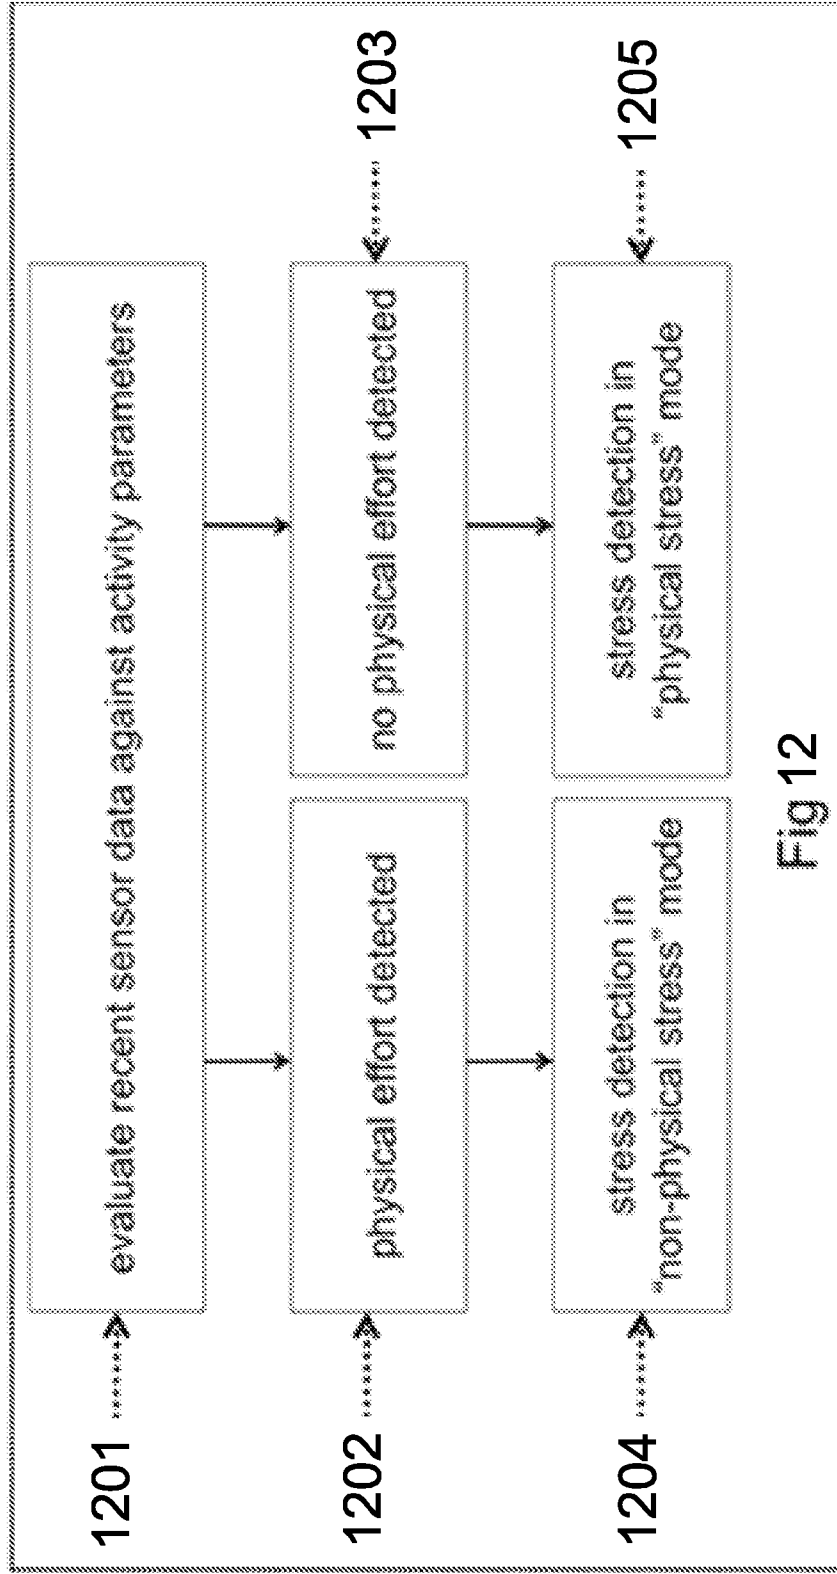 1201
evaluate recent sensor data against activity parameters
1202
physical effort detected
no physical effort detected
1203
1204
stress detection in
“non-physical stress” mode
stress detection in
“physical stress” mode
1205
Fig 12